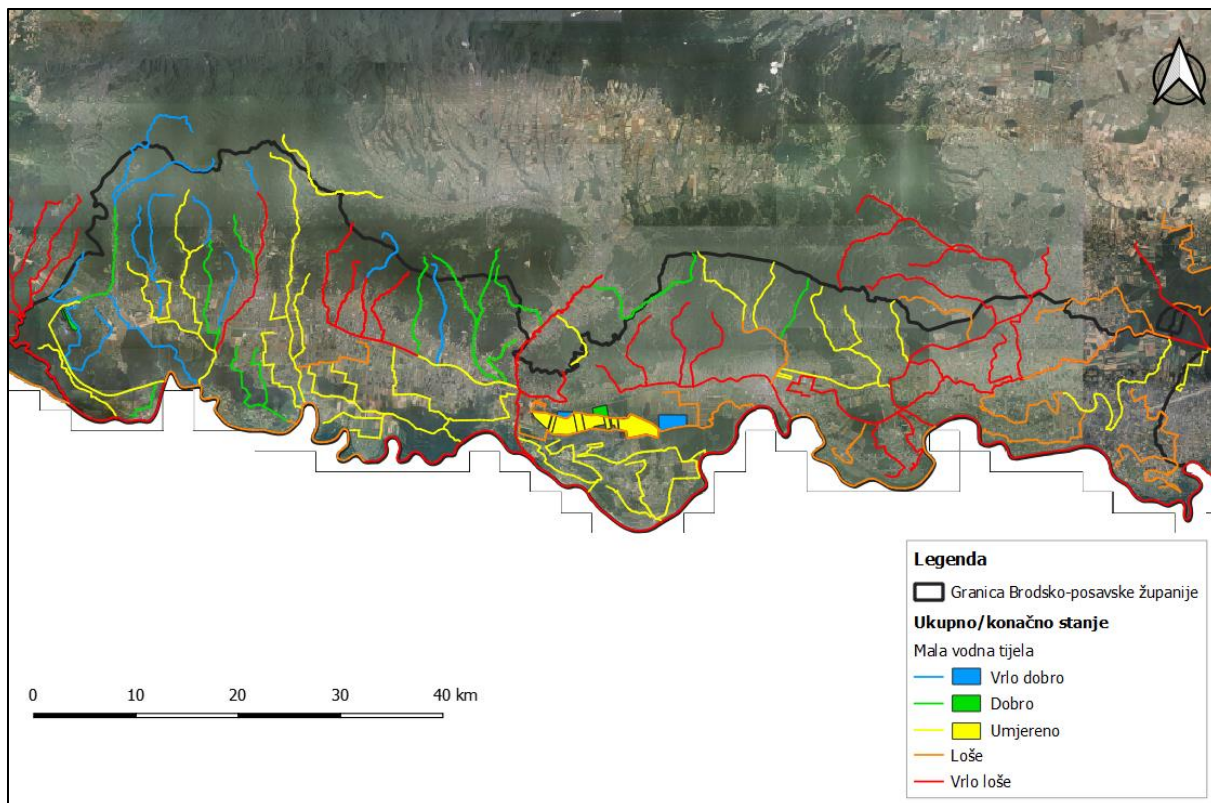 Legenda
Granica Brodsko-posavske županije
Ukupno/konačno stanje
Mala vodna tijela
Vrlo dobro
Dobro
Umjereno
Loše
Vrlo loše
0 10 20 30 40 km